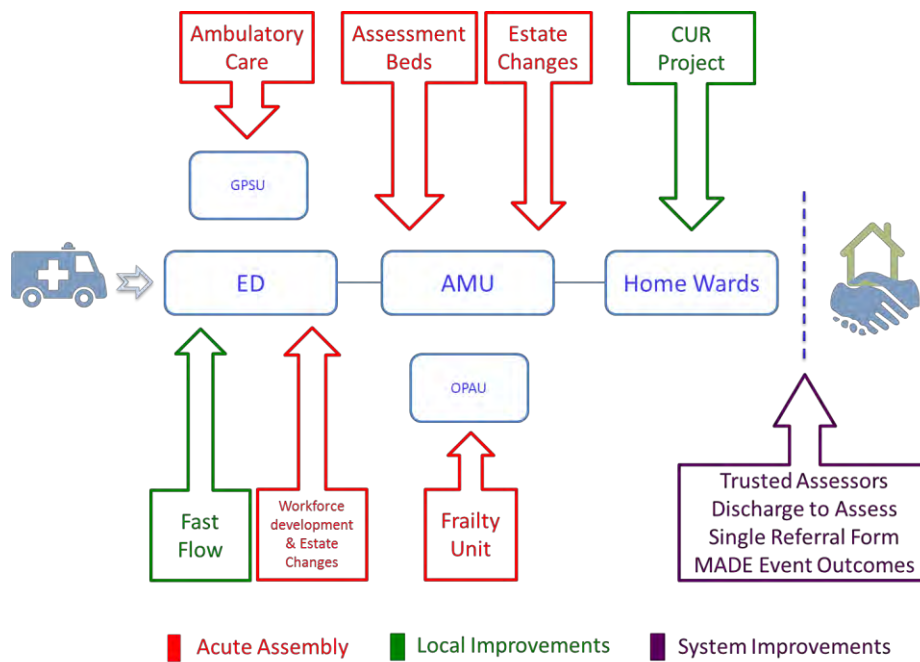 Ambulatory
Care
Assessment
Beds
Estate
Changes
CUR
Project
GPSU
ED
AMU
Home Wards
OPAU
Fast
Flow
Workforce
development
& Estate
Changes
Frailty
Unit
Trusted Assessors
Discharge to Assess
Single Referral Form
MADE Event Outcomes
Acute Assembly
Local Improvements
System Improvements